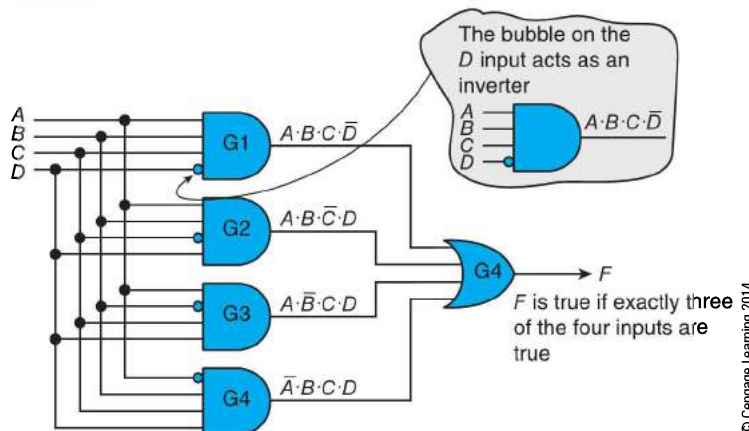 The bubble on the
D input acts as an
inverter
A
B
C
D
A·B·C·D̅
A
B
C
D
G1
A·B·C·D̅
G2
A·B·C̅·D
G3
A·B̅·C·D
G4
A̅·B·C·D
G4
F
F is true if exactly three
of the four inputs are
true
© Cengage Learning 2014